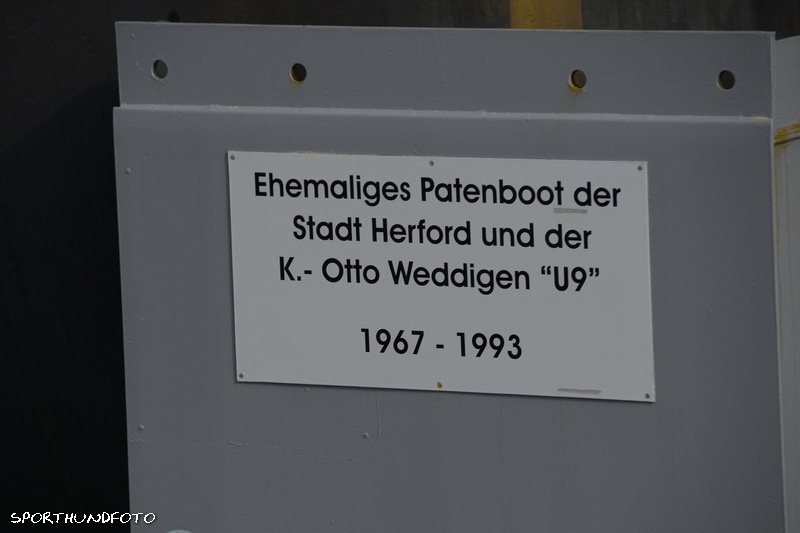 Ehemaliges Patenboot der
Stadt Herford und der
K.- Otto Weddigen “U9”
1967 - 1993
SPORTHUNDFOTO